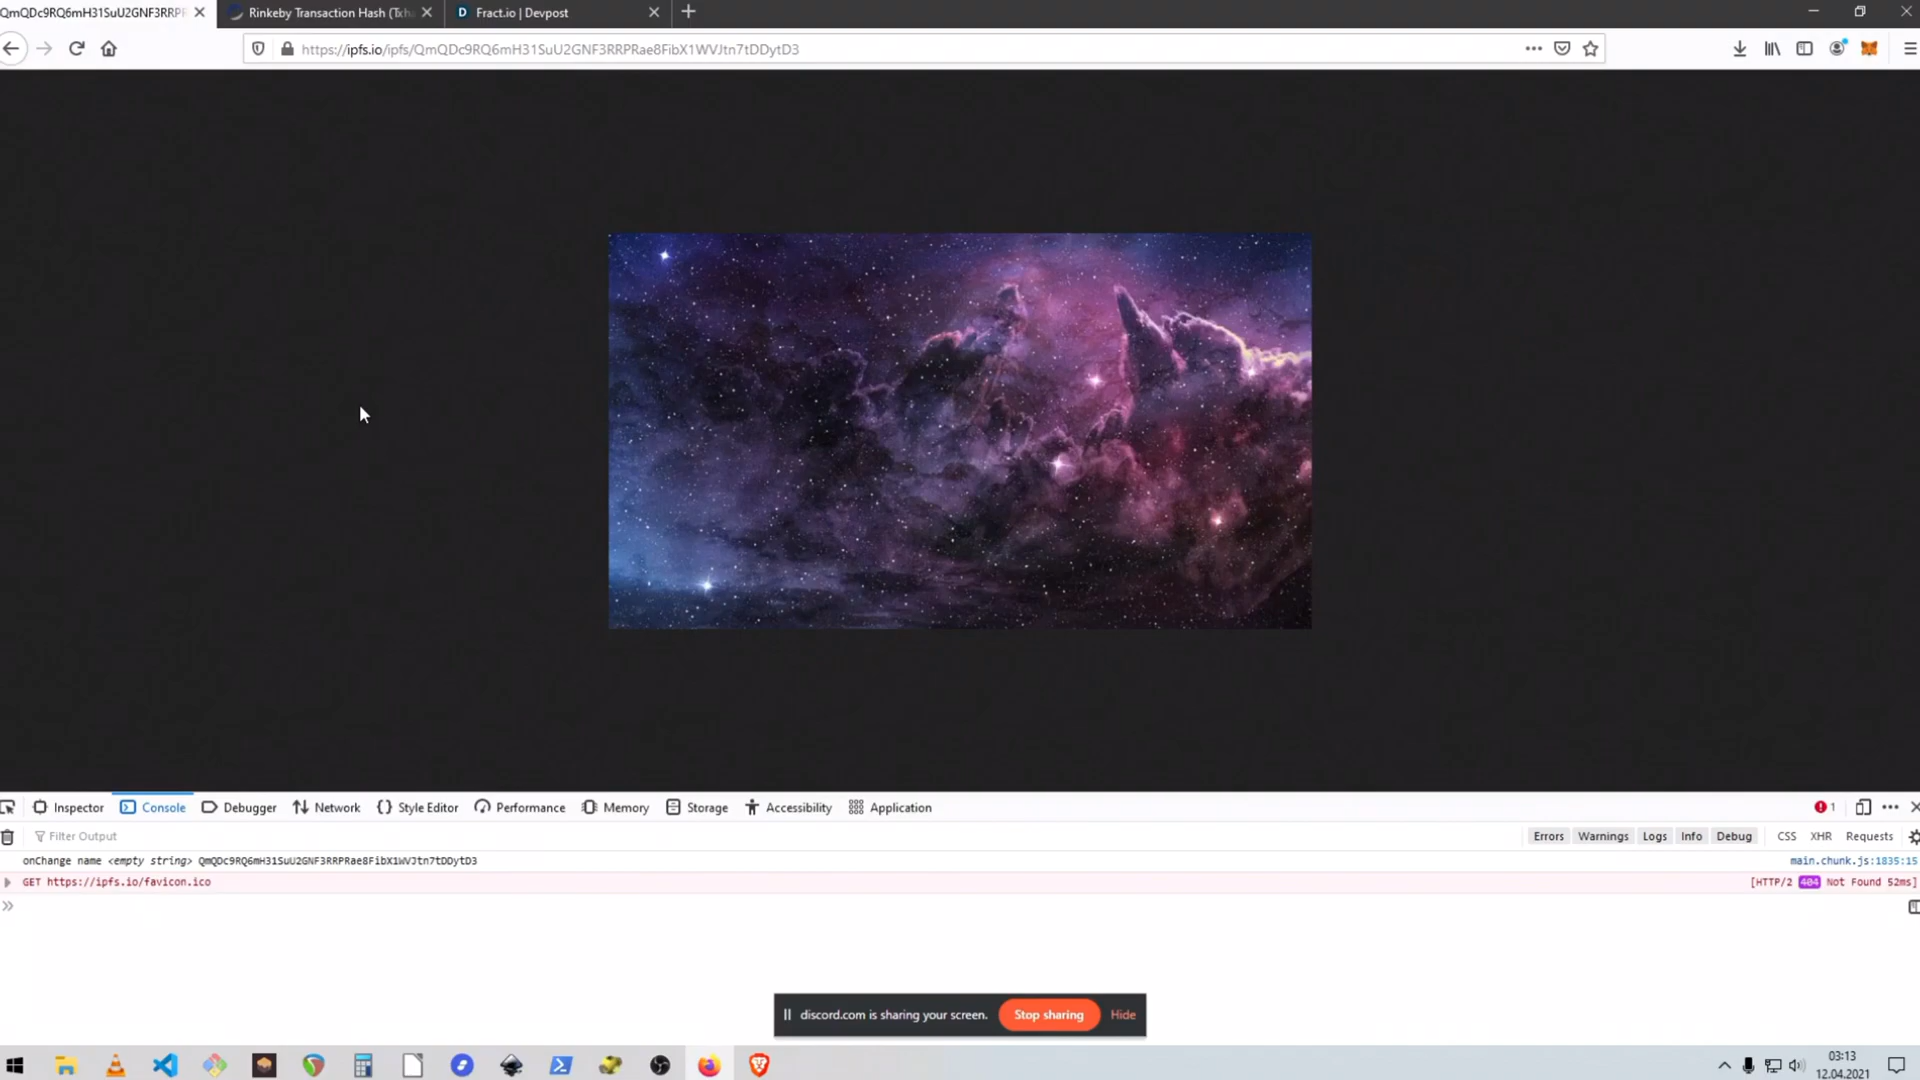 QmQDc9RQ6mH31SuU2GNF3RRPR
Rinkeby Transaction Hash (Txha
Fract.io | Devpost
https://ipfs.io/ipfs/QmQDc9RQ6mH31SuU2GNF3RRPRae8FibX1WVJtn7tDDytD3
Inspector Console Debugger Network Style Editor Performance Memory Storage Accessibility Application 1
Filter Output Errors Warnings Logs Info Debug CSS XHR Requests
onChange name <empty string> QmQDc9RQ6mH31SuU2GNF3RRPRae8FibX1WVJtn7tDDytD3 main.chunk.js:1835:15
GET https://ipfs.io/favicon.ico [HTTP/2 404 Not Found 52ms]
discord.com is sharing your screen. Stop sharing Hide
03:13
12.04.2021